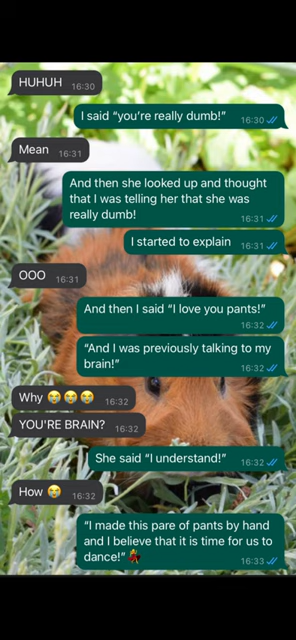 HUHUH 16:30
I said “you’re really dumb!” 16:30
Mean 16:31
And then she looked up and thought
that I was telling her that she was
really dumb! 16:31
I started to explain 16:31
OOO 16:31
And then I said “I love you pants!”
16:32
“And I was previously talking to my
brain!” 16:32
Why 😭😭😭 16:32
YOU'RE BRAIN? 16:32
She said “I understand!” 16:32
How 😭 16:32
“I made this pare of pants by hand
and I believe that it is time for us to
dance!”💃 16:33